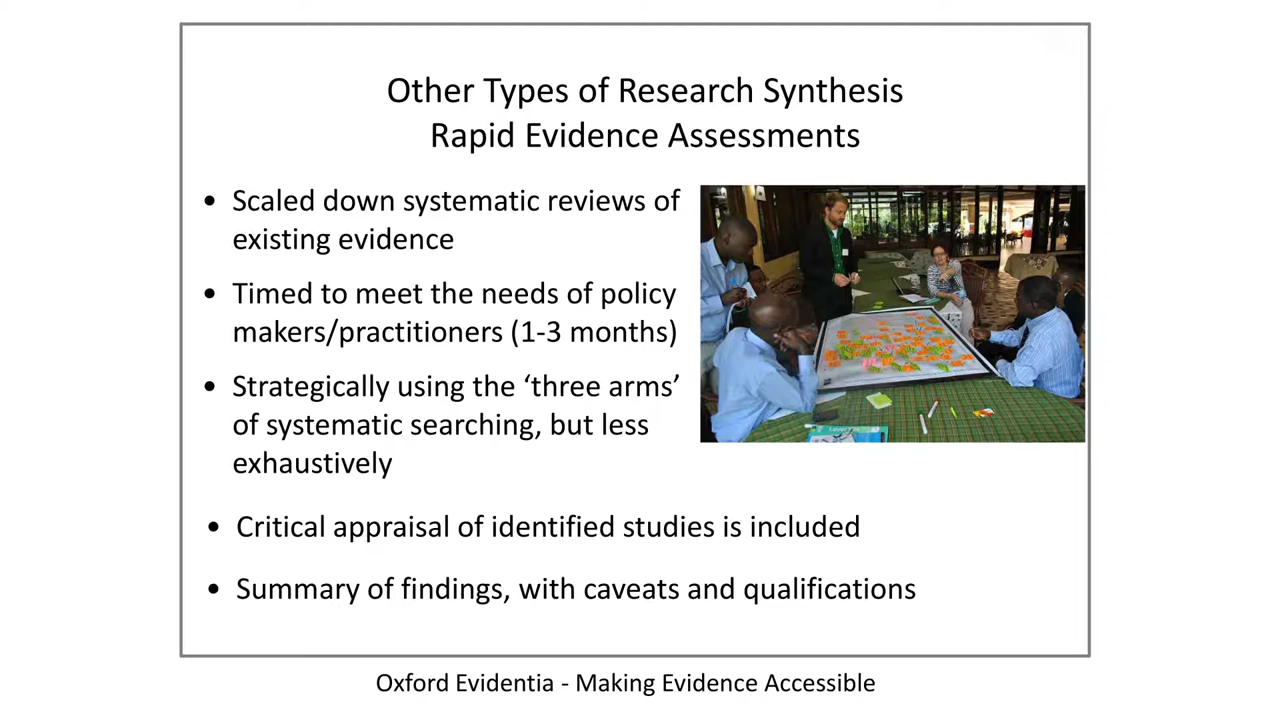 Other Types of Research Synthesis
Rapid Evidence Assessments
• Scaled down systematic reviews of
existing evidence
• Timed to meet the needs of policy
makers/practitioners (1-3 months)
• Strategically using the ‘three arms’
of systematic searching, but less
exhaustively
• Critical appraisal of identified studies is included
• Summary of findings, with caveats and qualifications
Oxford Evidentia - Making Evidence Accessible